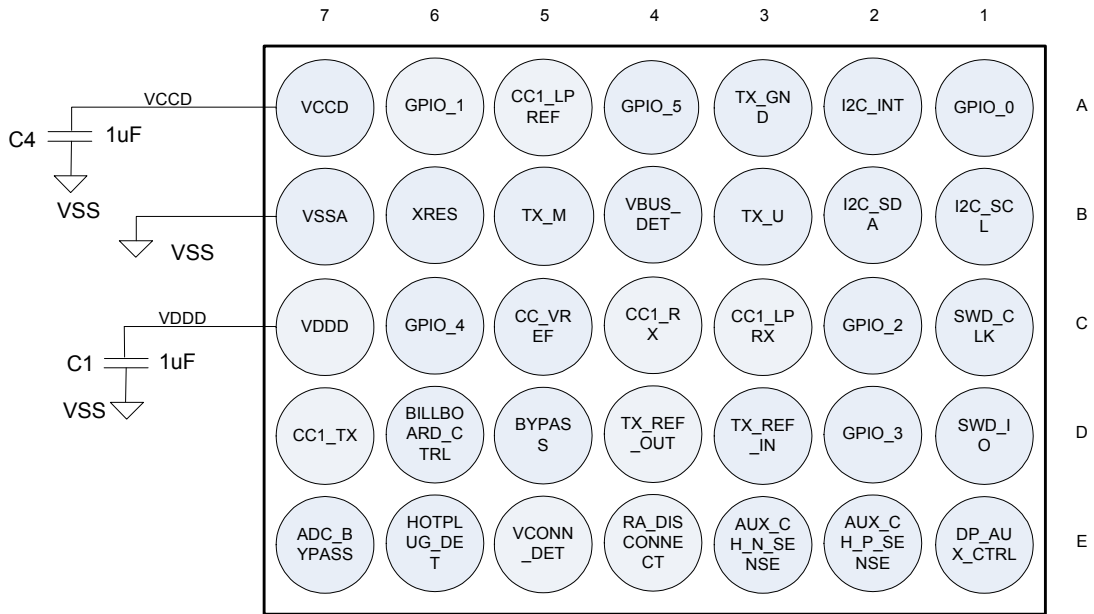 7 6 5 4 3 2 1
VCCD
VCCD
GPIO_1
CC1_LP
REF
GPIO_5
TX_GN
D
I2C_INT
GPIO_0
A
C4
1uF
VSS
VSSA
XRES
TX_M
VBUS_
DET
TX_U
I2C_SD
A
I2C_SC
L
B
VSS
VDDD
VDDD
GPIO_4
CC_VR
EF
CC1_R
X
CC1_LP
RX
GPIO_2
SWD_C
LK
C
C1
1uF
VSS
CC1_TX
BILLBO
ARD_C
TRL
BYPAS
S
TX_REF
_OUT
TX_REF
_IN
GPIO_3
SWD_I
O
D
ADC_B
YPASS
HOTPL
UG_DE
T
VCONN
_DET
RA_DIS
CONNE
CT
AUX_C
H_N_SE
NSE
AUX_C
H_P_SE
NSE
DP_AU
X_CTRL
E